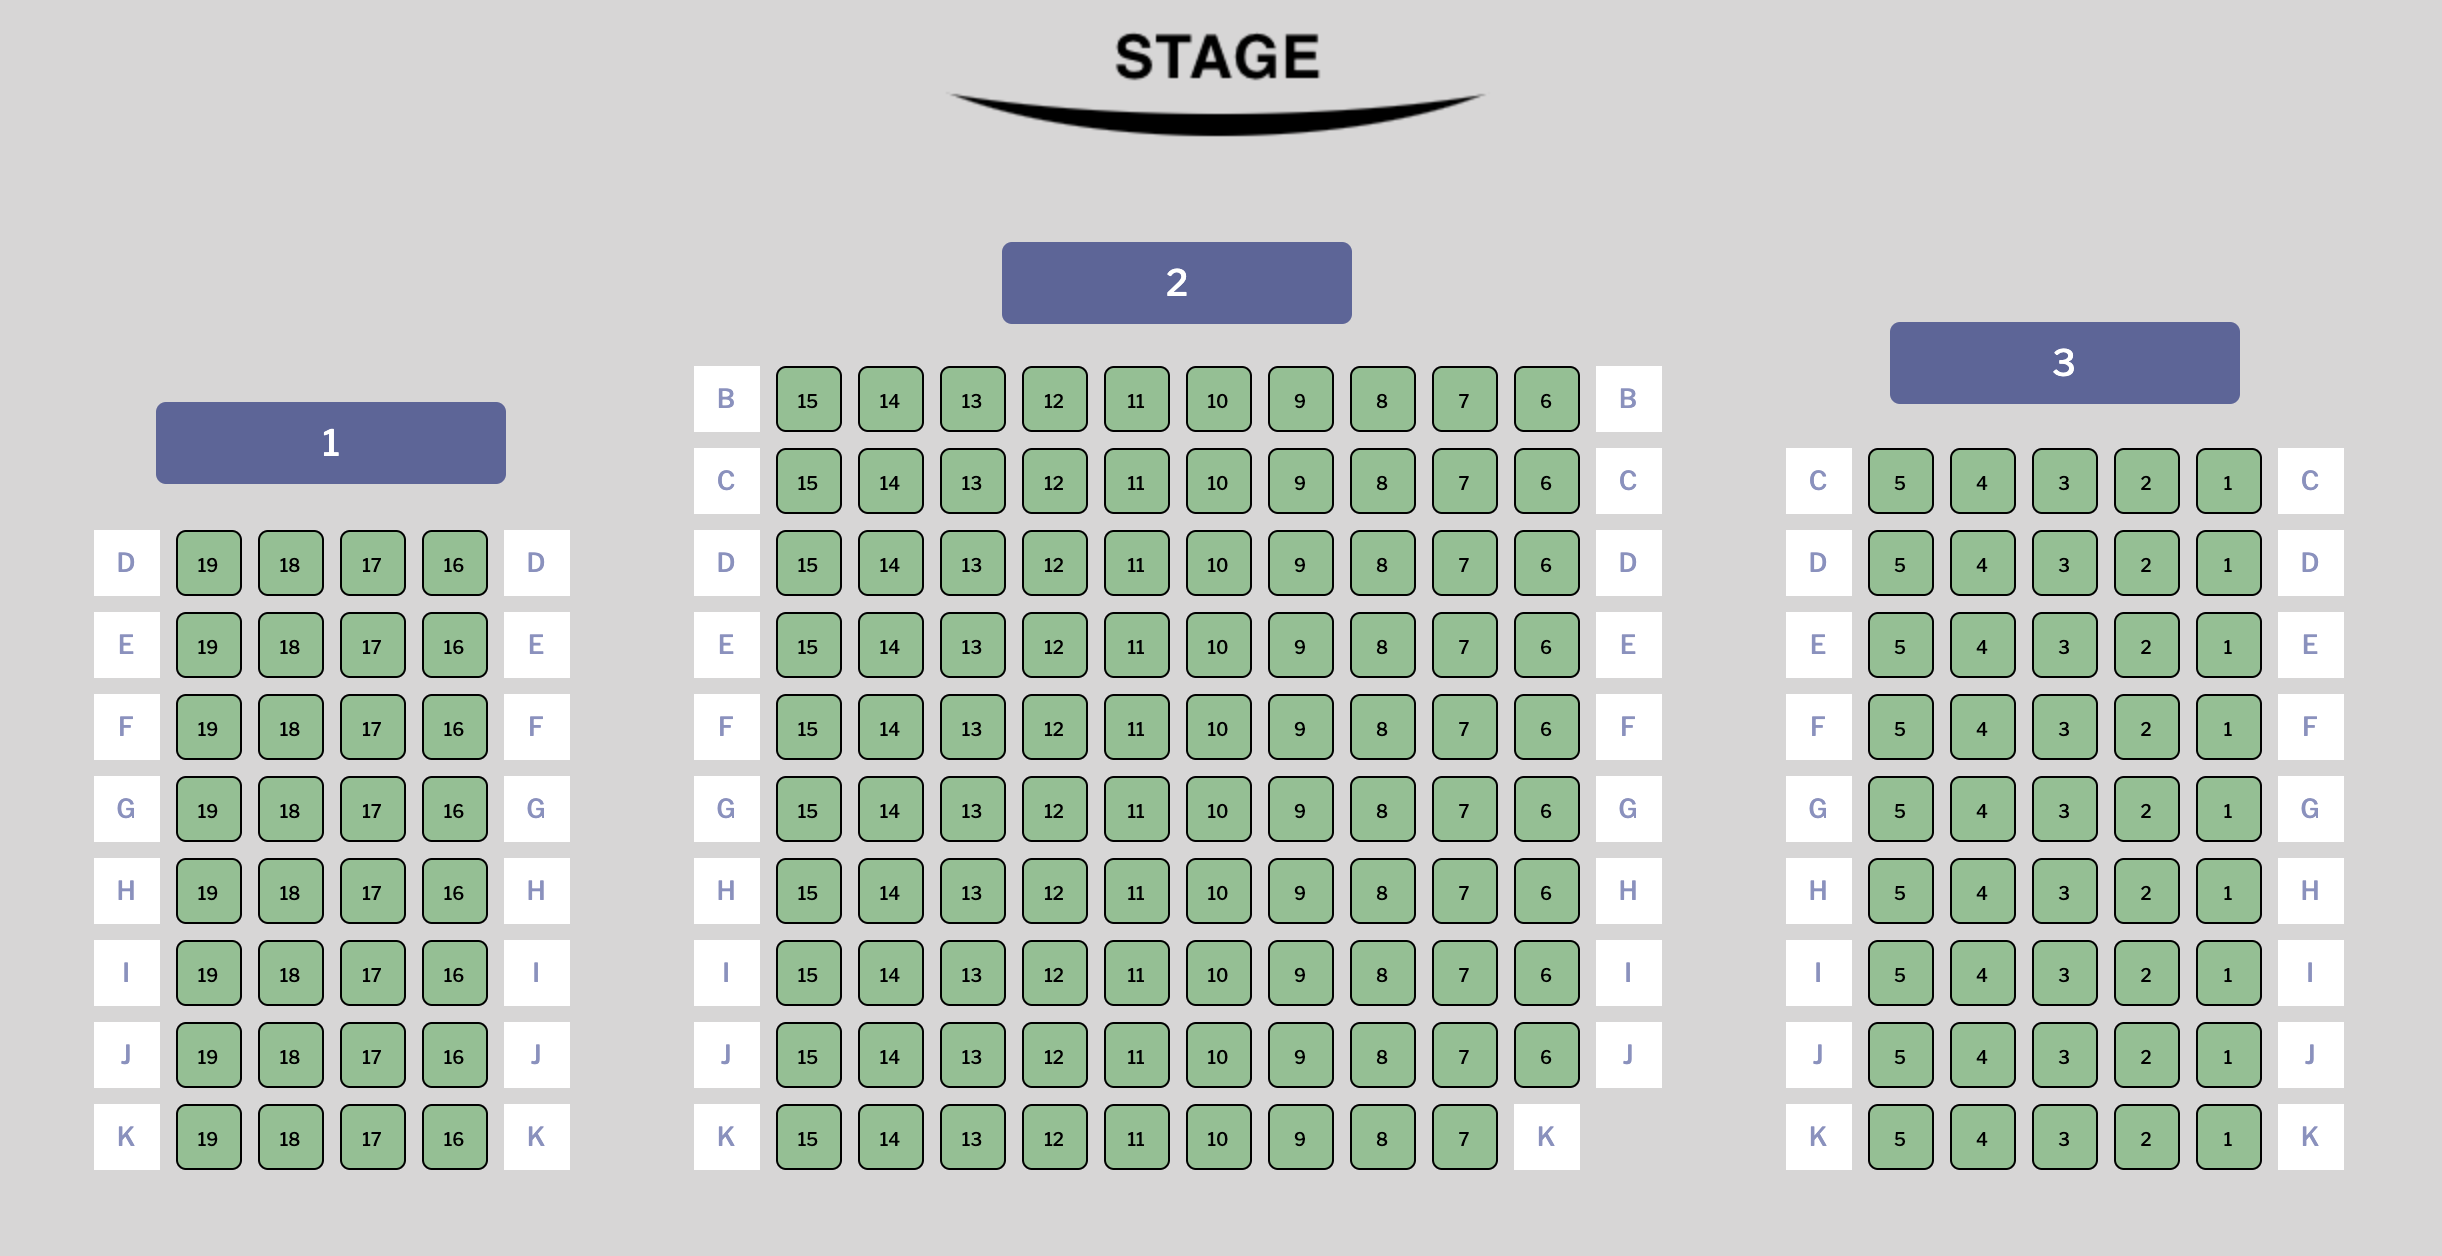 STAGE
2
3
1
B 15 14 13 12 11 10 9 8 7 6 B
C 15 14 13 12 11 10 9 8 7 6 C C 5 4 3 2 1 C
D 19 18 17 16 D D 15 14 13 12 11 10 9 8 7 6 D D 5 4 3 2 1 D
E 19 18 17 16 E E 15 14 13 12 11 10 9 8 7 6 E E 5 4 3 2 1 E
F 19 18 17 16 F F 15 14 13 12 11 10 9 8 7 6 F F 5 4 3 2 1 F
G 19 18 17 16 G G 15 14 13 12 11 10 9 8 7 6 G G 5 4 3 2 1 G
H 19 18 17 16 H H 15 14 13 12 11 10 9 8 7 6 H H 5 4 3 2 1 H
I 19 18 17 16 I I 15 14 13 12 11 10 9 8 7 6 I I 5 4 3 2 1 I
J 19 18 17 16 J J 15 14 13 12 11 10 9 8 7 6 J J 5 4 3 2 1 J
K 19 18 17 16 K K 15 14 13 12 11 10 9 8 7 K K 5 4 3 2 1 K